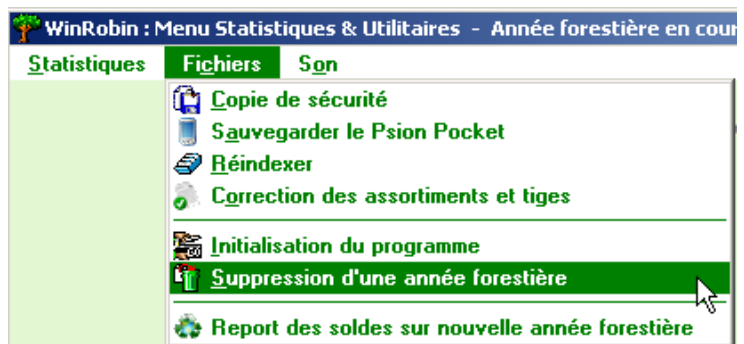 WinRobin : Menu Statistiques & Utilitaires - Année forestière en cour
Statistiques Fichiers Son
Copie de sécurité
Sauvegarder le Psion Pocket
Réindexer
Correction des assortiments et tiges
Initialisation du programme
Suppression d'une année forestière
Report des soldes sur nouvelle année forestière